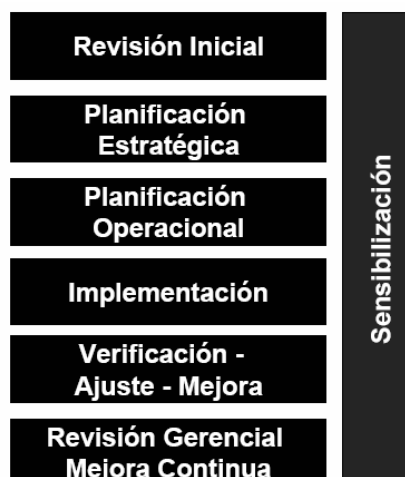 Revisión Inicial
Planificación
Estratégica
Planificación
Operacional
Implementación
Verificación -
Ajuste - Mejora
Revisión Gerencial
Mejora Continua
Sensibilización